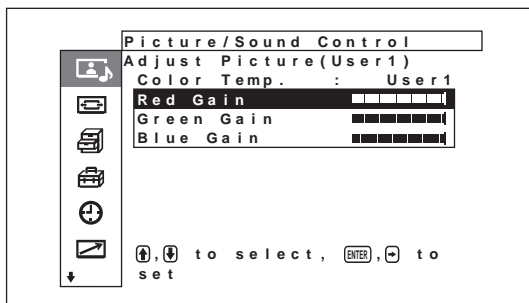 Picture/Sound Control
Adjust Picture(User1)
Color Temp. : User1
Red Gain
Green Gain
Blue Gain
↑,↓ to select, ENTER,→ to
set